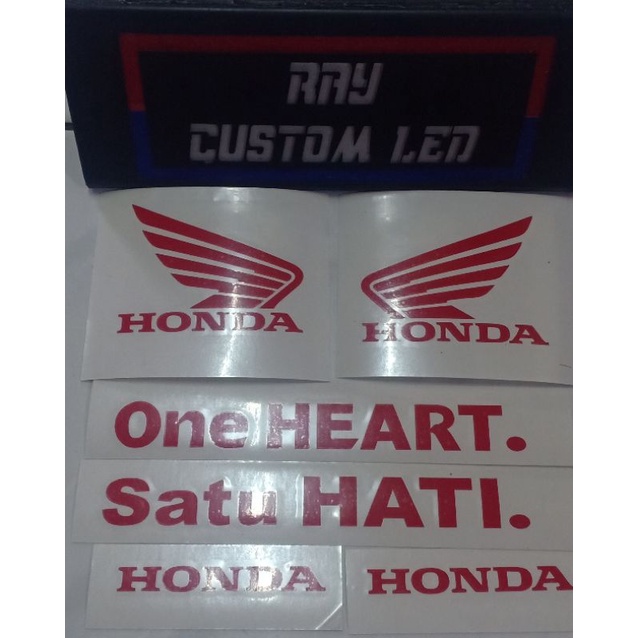 RAY
CUSTOM LED
HONDA
HONDA
One HEART.
Satu HATI.
HONDA
HONDA